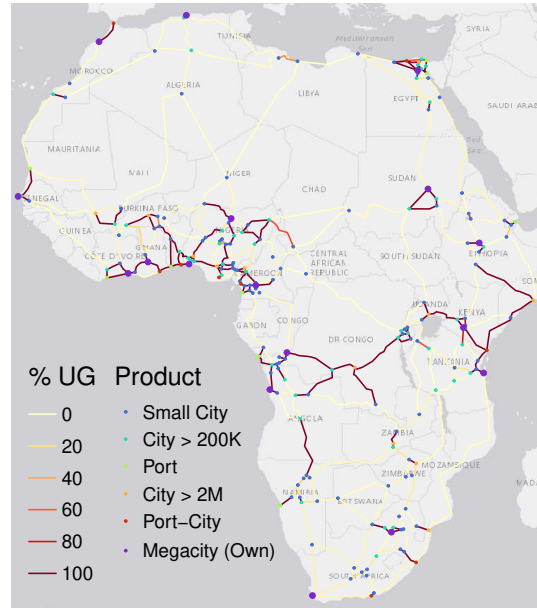 SYRIA
Mediterranean
Sea
TUNISIA
MOROCCO
ALGERIA
LIBYA
EGYPT
SAUDI ARAB
Red
Sea
MAURITANIA
MALI
NIGER
CHAD
SUDAN
SENEGAL
BURKINA FASO
GUINEA
GHANA
CÔTE D'IVOIRE
NIGERIA
CENTRAL
AFRICAN
REPUBLIC
SOUTH SUDAN
ETHIOPIA
CAMEROON
SOM
UGANDA
KENYA
GABON
CONGO
DR CONGO
TANZANIA
ANGOLA
ZAMBIA
MOZAMBIQUE
ZIMBABWE
MADA
NAMIBIA
BOTSWANA
SOUTH AFRICA
% UG Product
0 Small City
20 City > 200K
40 Port
60 City > 2M
80 Port−City
100 Megacity (Own)